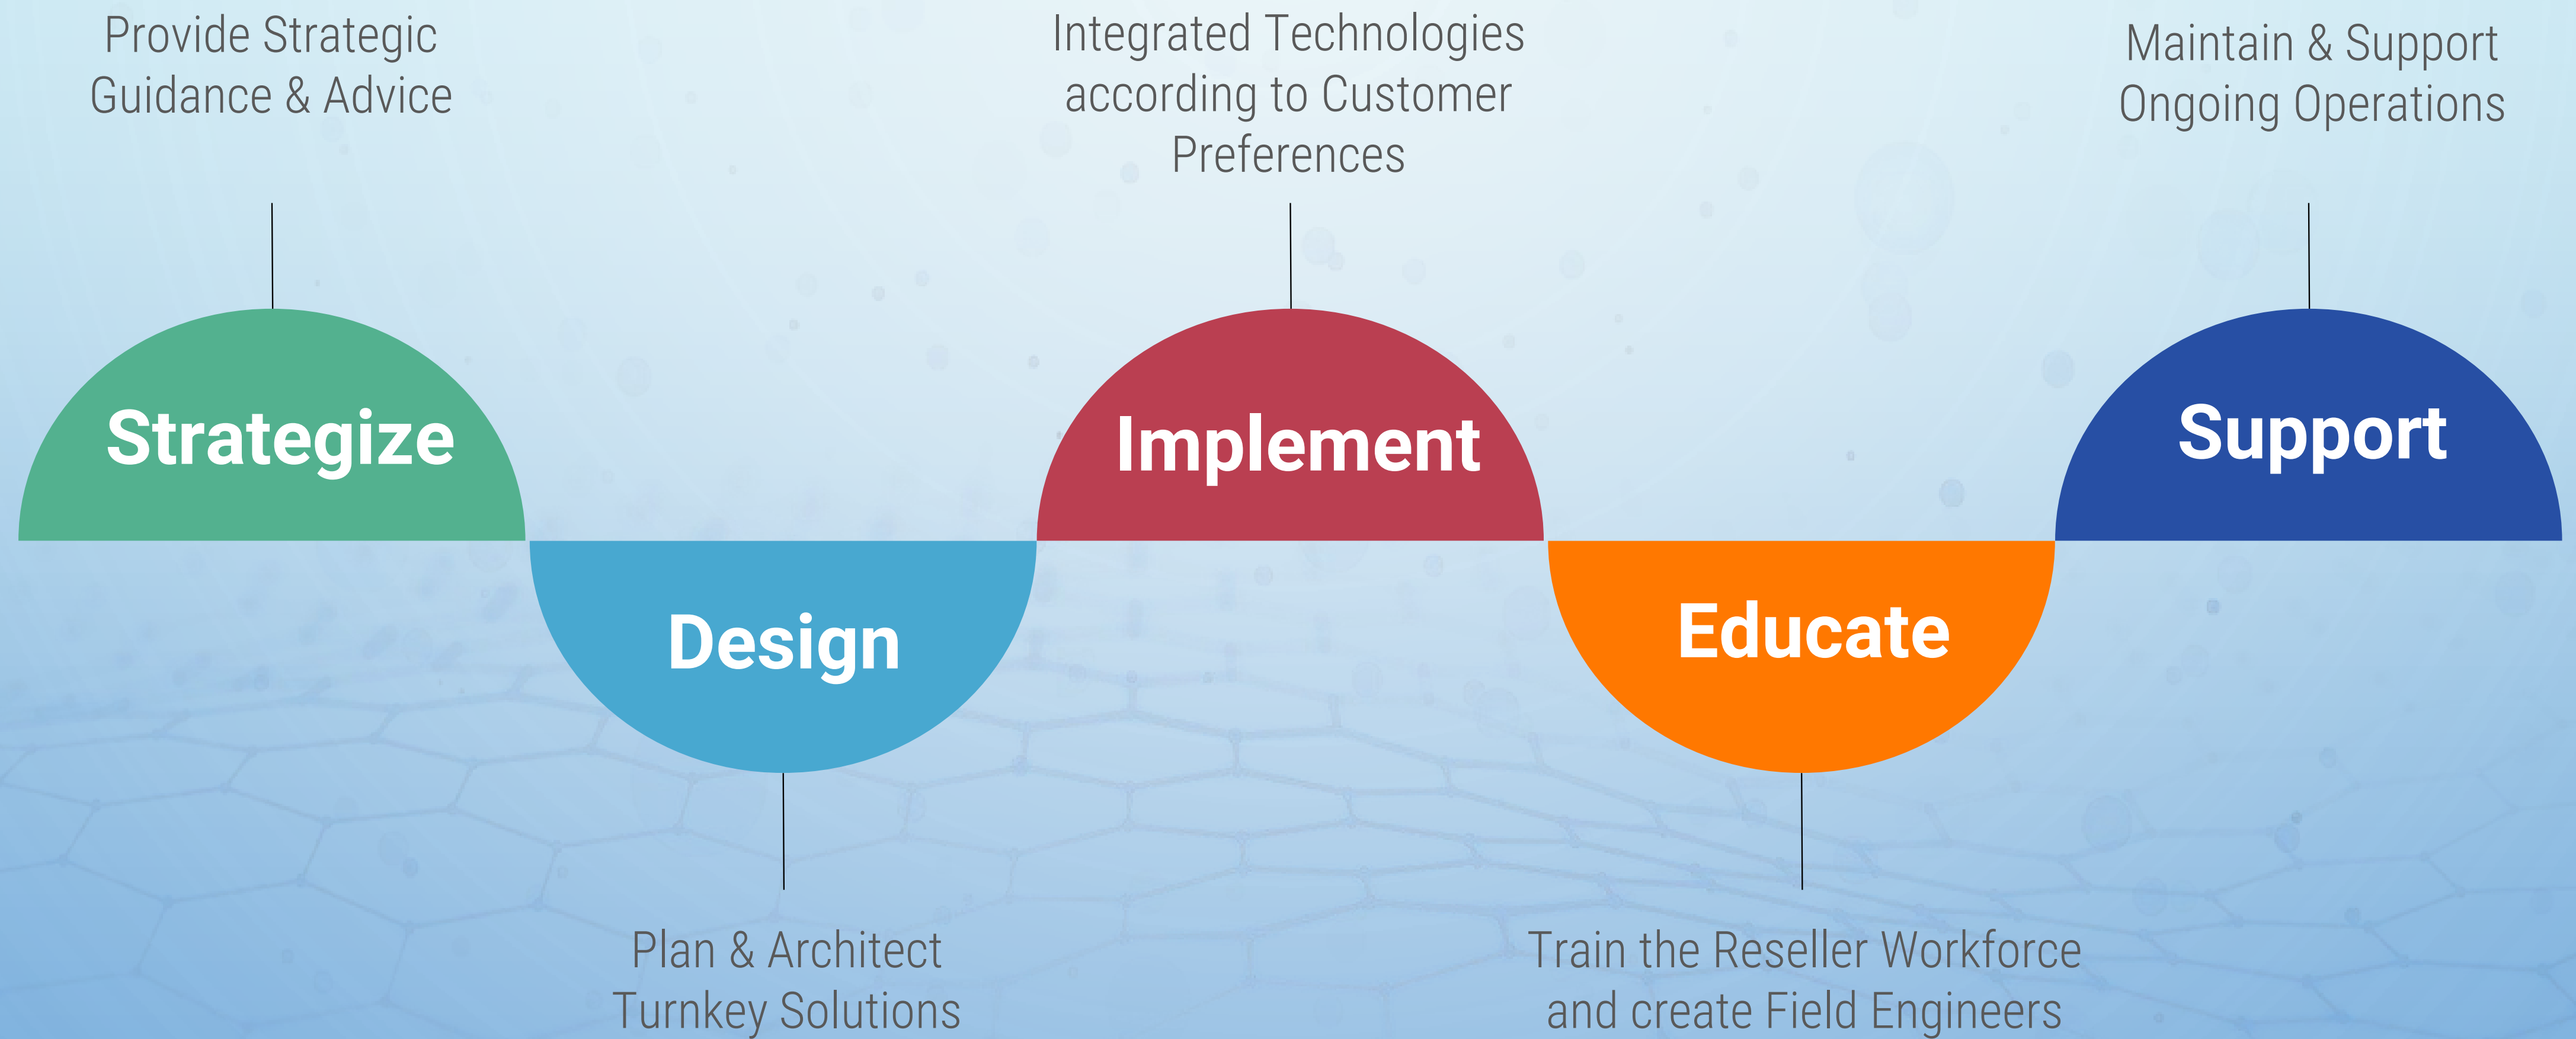 Provide Strategic
Guidance & Advice
Integrated Technologies
according to Customer
Preferences
Maintain & Support
Ongoing Operations
Strategize
Implement
Support
Design
Educate
Plan & Architect
Turnkey Solutions
Train the Reseller Workforce
and create Field Engineers